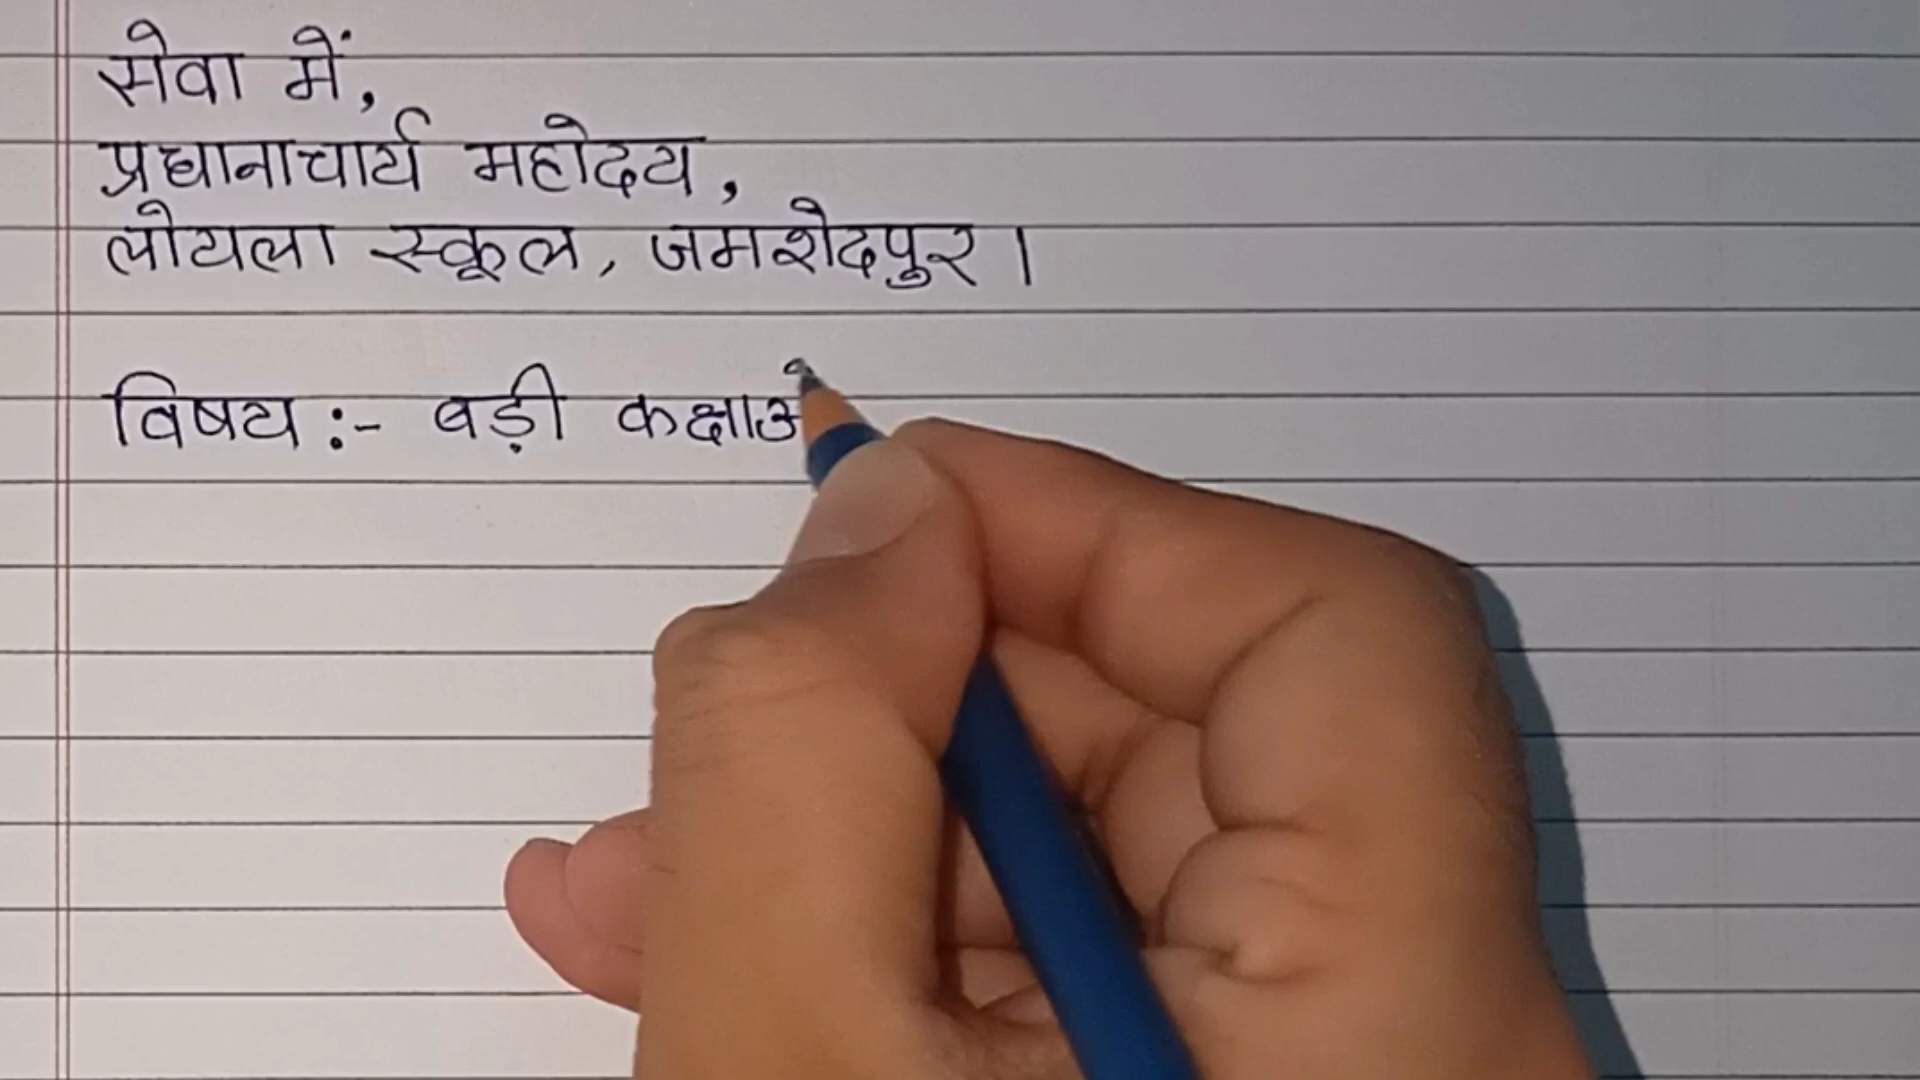 सेवा में,
प्रधानाचार्य महोदय,
लोयला स्कूल, जमशेदपुर।
विषय :- बड़ी कक्षाओ